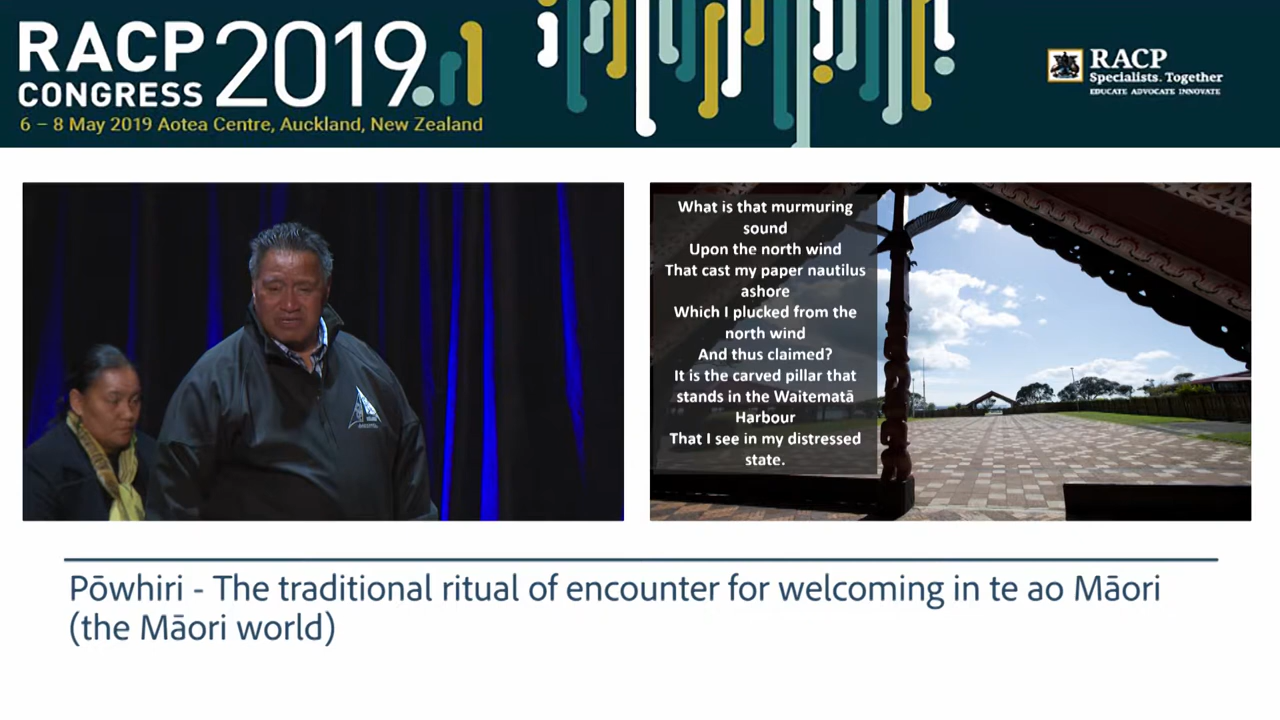 RACP
CONGRESS
2019
6 – 8 May 2019 Aotea Centre, Auckland, New Zealand
RACP
Specialists. Together
EDUCATE ADVOCATE INNOVATE
What is that murmuring
sound
Upon the north wind
That cast my paper nautilus
ashore
Which I plucked from the
north wind
And thus claimed?
It is the carved pillar that
stands in the Waitematā
Harbour
That I see in my distressed
state.
Pōwhiri - The traditional ritual of encounter for welcoming in te ao Māori
(the Māori world)